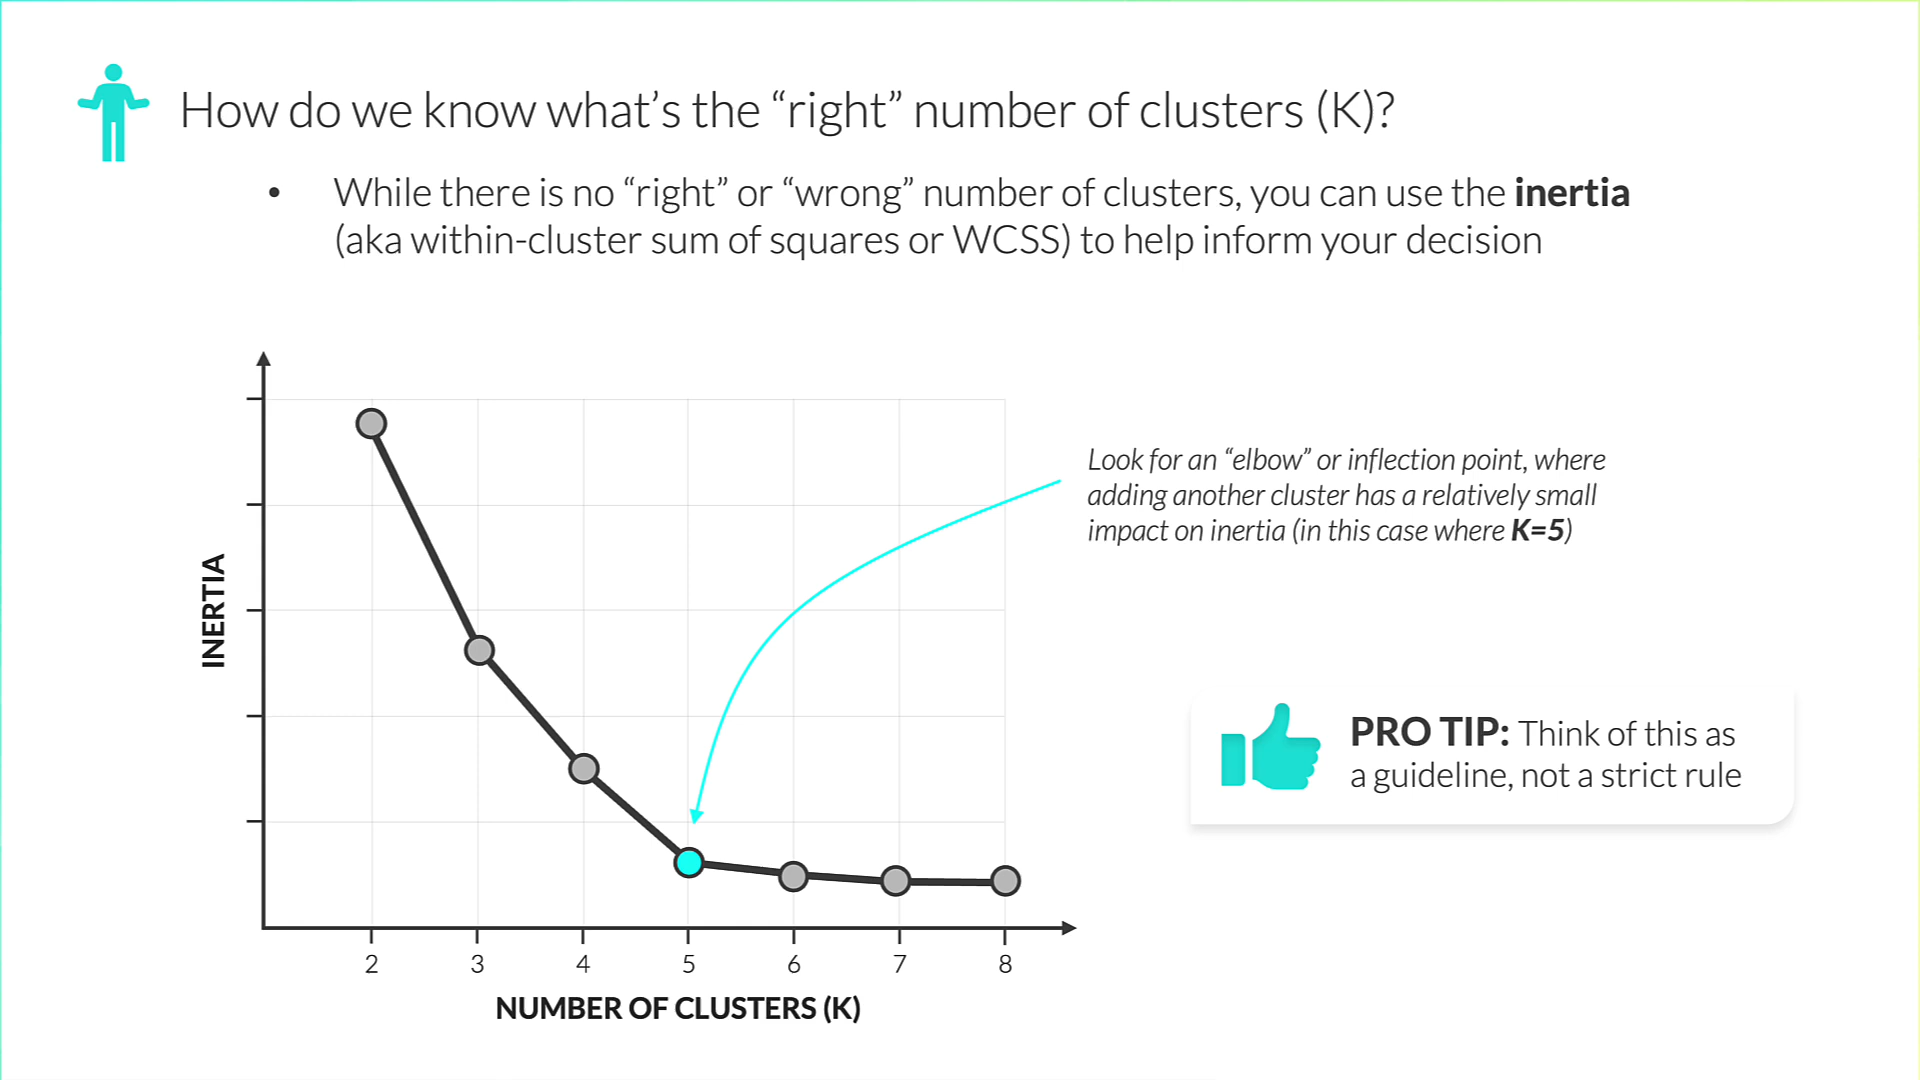 How do we know what’s the “right” number of clusters (K)?
• While there is no “right” or “wrong” number of clusters, you can use the inertia
(aka within-cluster sum of squares or WCSS) to help inform your decision
Look for an “elbow” or inflection point, where
adding another cluster has a relatively small
impact on inertia (in this case where K=5)
INERTIA
PRO TIP: Think of this as
a guideline, not a strict rule
2 3 4 5 6 7 8
NUMBER OF CLUSTERS (K)